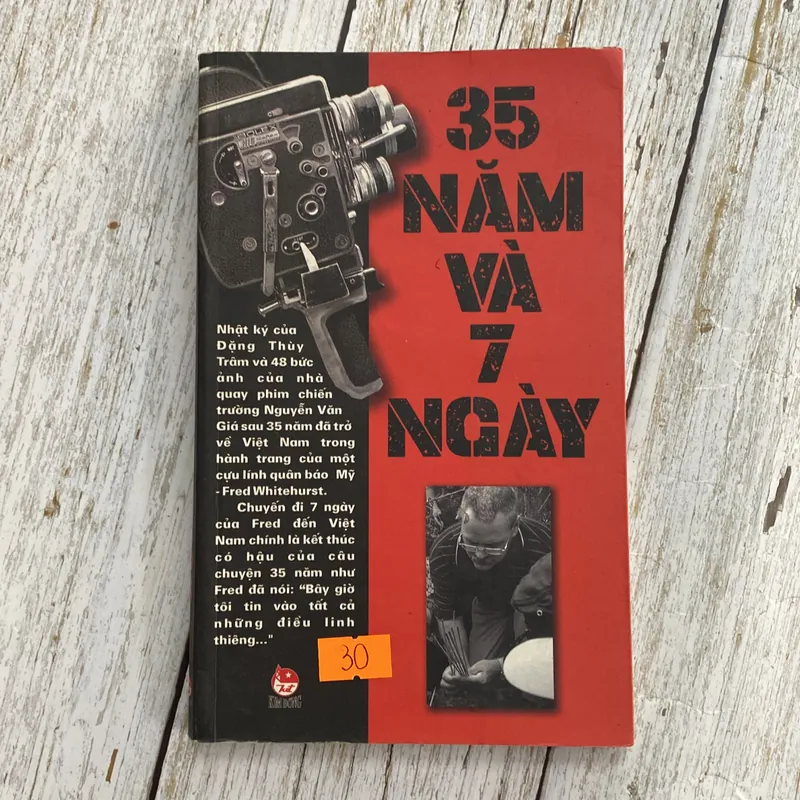 35
NĂM
VÀ
7
NGÀY
BOLEX
H16
Nhật ký của
Đặng Thùy
Trâm và 48 bức
ảnh của nhà
quay phim chiến
trường Nguyễn Văn
Giá sau 35 năm đã trở
về Việt Nam trong
hành trang của một
cựu lính quân báo Mỹ
- Fred Whitehurst.
Chuyến đi 7 ngày
của Fred đến Việt
Nam chính là kết thúc
có hậu của câu
chuyện 35 năm như
Fred đã nói: “Bây giờ
tôi tin vào tất cả
những điều linh
thiêng..."
30
KIM ĐỒNG